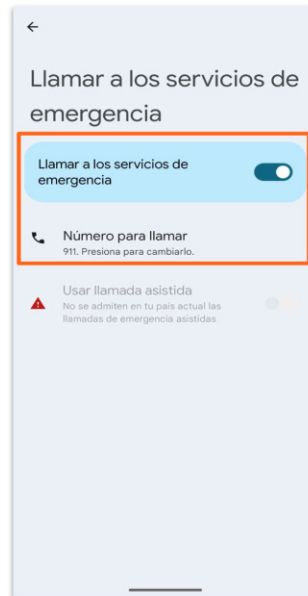 Llamar a los servicios de
emergencia
Llamar a los servicios de
emergencia
Número para llamar
911. Presiona para cambiarlo.
Usar llamada asistida
No se admiten en tu país actual las
llamadas de emergencia asistidas